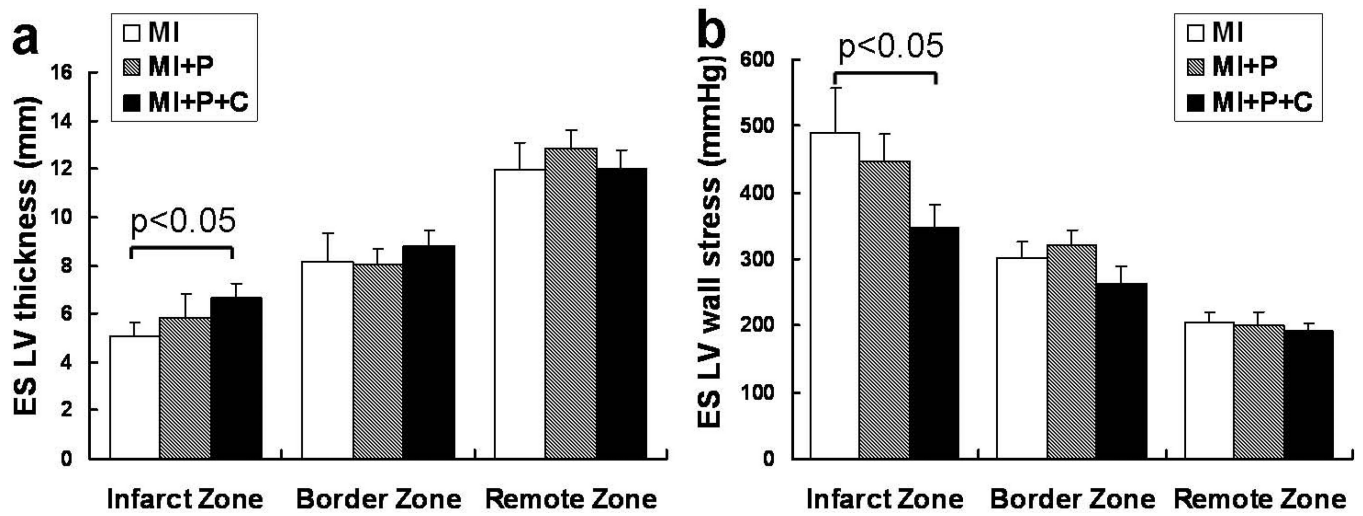 a
MI
MI+P
MI+P+C
ES LV thickness (mm)
16
14
12
10
8
6
4
2
0
p<0.05
Infarct Zone
Border Zone
Remote Zone
b
MI
MI+P
MI+P+C
ES LV wall stress (mmHg)
600
500
400
300
200
100
0
p<0.05
Infarct Zone
Border Zone
Remote Zone